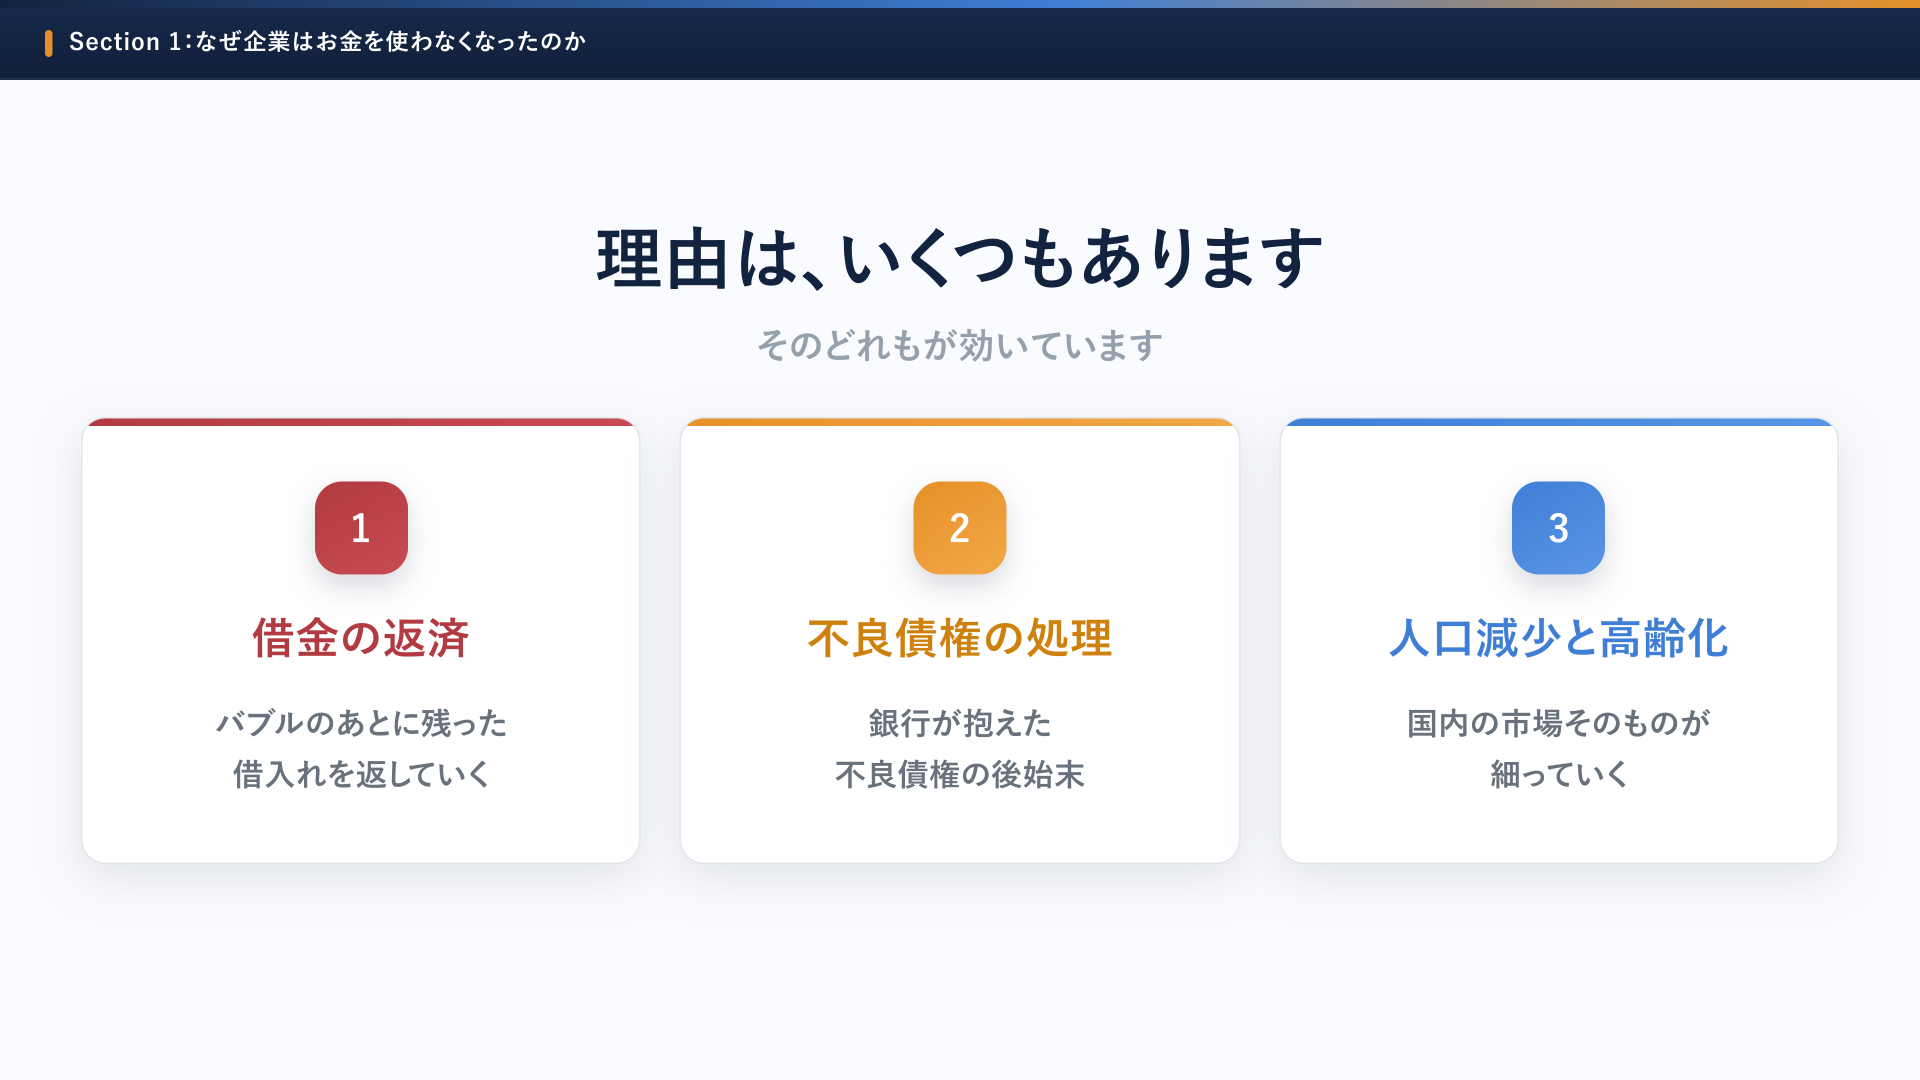 Section 1：なぜ企業はお金を使わなくなったのか
理由は、いくつもあります
そのどれもが効いています
1
借金の返済
バブルのあとに残った
借入れを返していく
2
不良債権の処理
銀行が抱えた
不良債権の後始末
3
人口減少と高齢化
国内の市場そのものが
細っていく